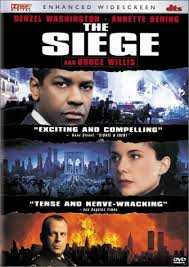 ENHANCED WIDESCREEN
dts
DENZEL WASHINGTON • ANNETTE BENING
THE
SIEGE
AND BRUCE WILLIS
"EXCITING AND COMPELLING"
"TENSE AND NERVE-WRACKING"
- Los Angeles Times
DVD